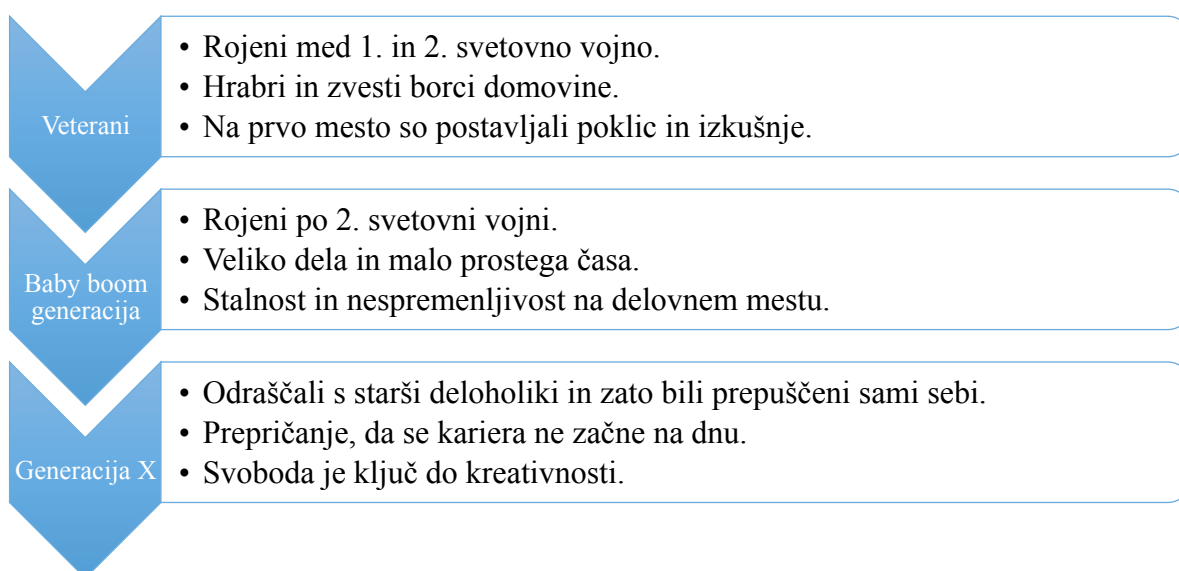 Veterani
• Rojeni med 1. in 2. svetovno vojno.
• Hrabri in zvesti borci domovine.
• Na prvo mesto so postavljali poklic in izkušnje.
Baby boom
generacija
• Rojeni po 2. svetovni vojni.
• Veliko dela in malo prostega časa.
• Stalnost in nespremenljivost na delovnem mestu.
Generacija X
• Odraščali s starši deloholiki in zato bili prepuščeni sami sebi.
• Prepričanje, da se kariera ne začne na dnu.
• Svoboda je ključ do kreativnosti.